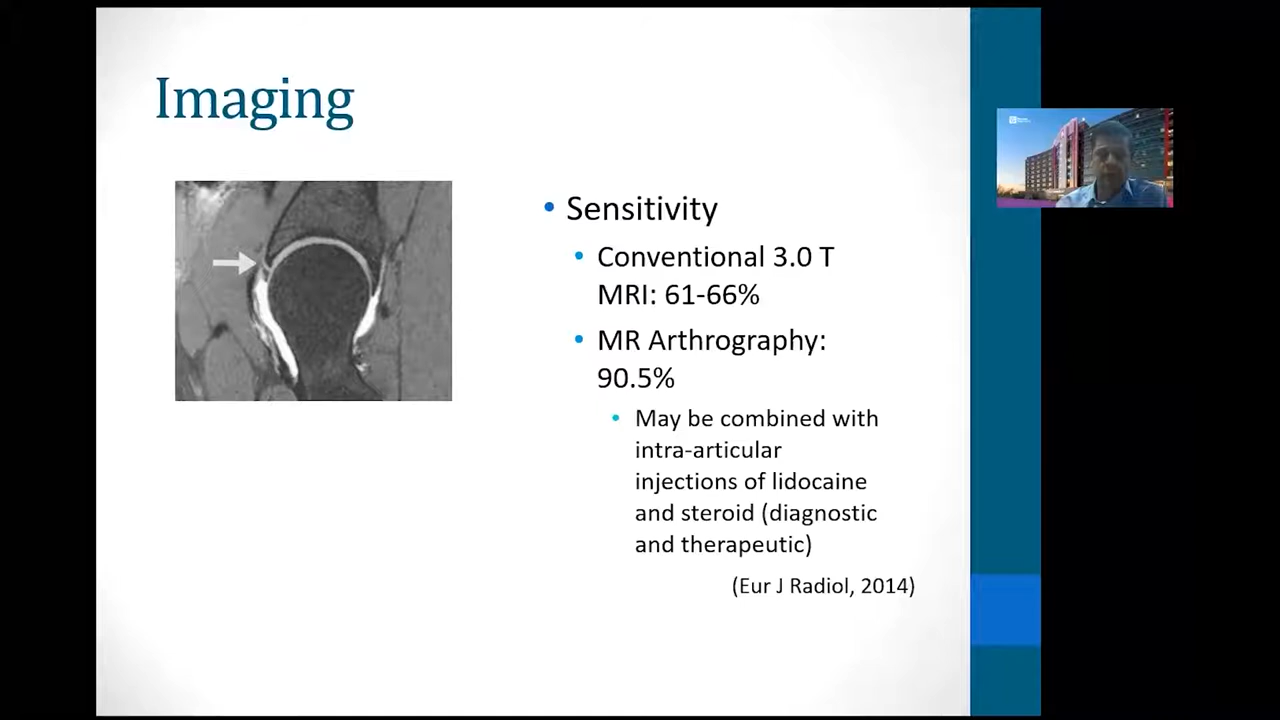 Imaging
• Sensitivity
• Conventional 3.0 T
MRI: 61-66%
• MR Arthrography:
90.5%
• May be combined with
intra-articular
injections of lidocaine
and steroid (diagnostic
and therapeutic)
(Eur J Radiol, 2014)